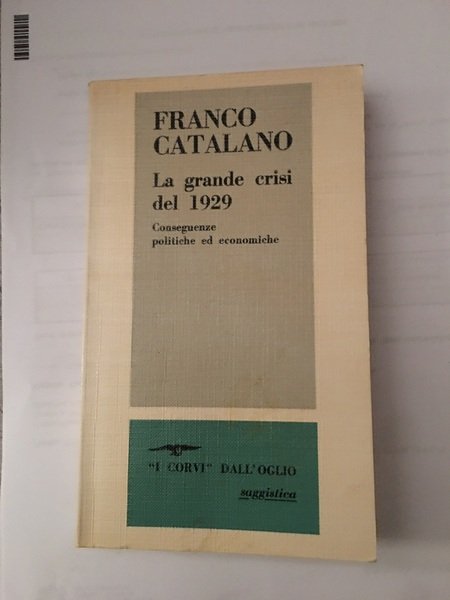 FRANCO
CATALANO
La grande crisi
del 1929
Conseguenze
politiche ed economiche
"I CORVI" DALL'OGLIO
saggistica